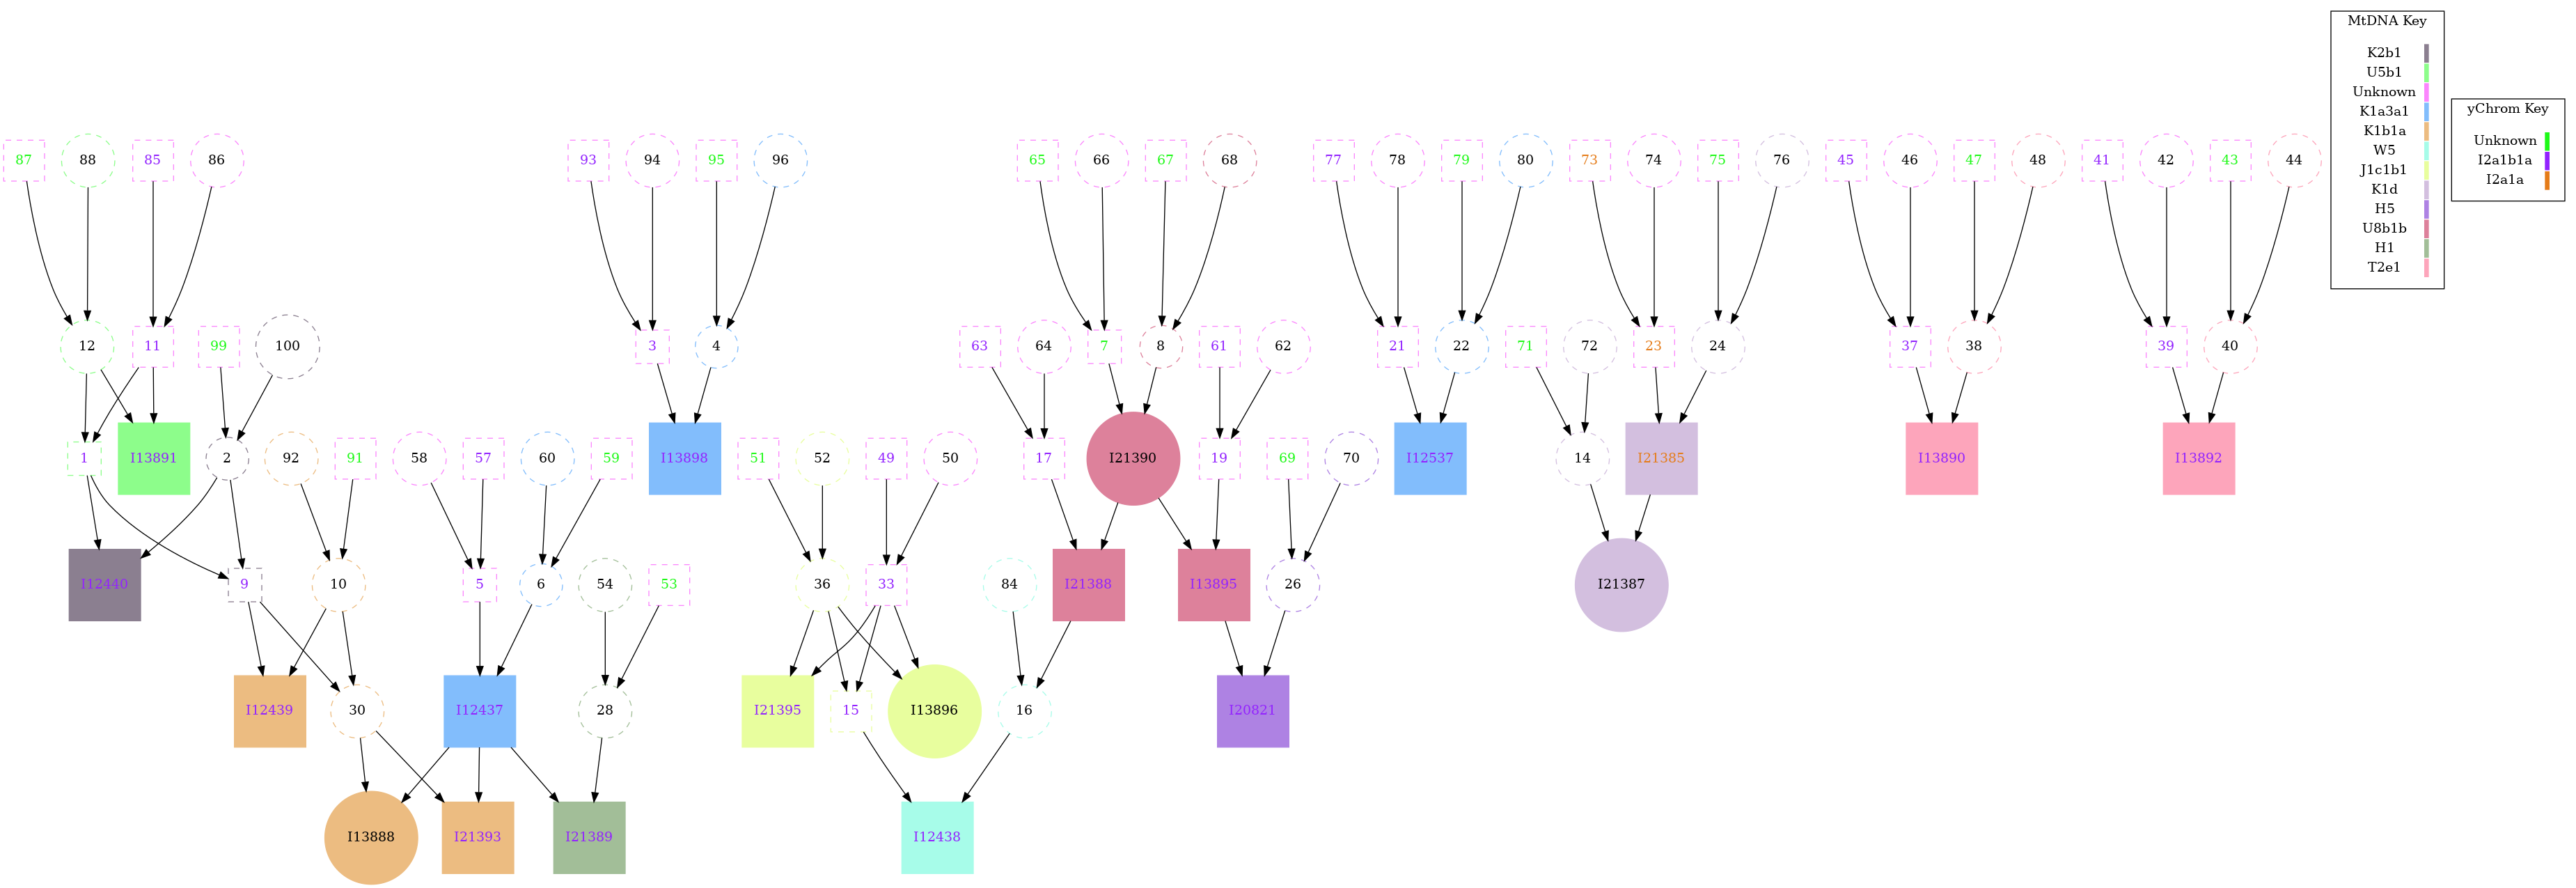 MtDNA Key
K2b1
U5b1
Unknown
K1a3a1
K1b1a
W5
J1c1b1
K1d
H5
U8b1b
H1
T2e1
yChrom Key
Unknown
I2a1b1a
I2a1a
87 88 85 86 93 94 95 96 65 66 67 68 77 78 79 80 73 74 75 76 45 46 47 48 41 42 43 44
12 11 99 100 3 4 63 64 7 8 61 62 21 22 71 72 23 24 37 38 39 40
1 I13891 2 92 91 58 57 60 59 I13898 51 52 49 50 17 I21390 19 69 70 I12537 14 I21385 I13890 I13892
I12440 9 10 5 6 54 53 36 33 84 I21388 I13895 26 I21387
I12439 30 I12437 28 I21395 15 I13896 16 I20821
I13888 I21393 I21389 I12438